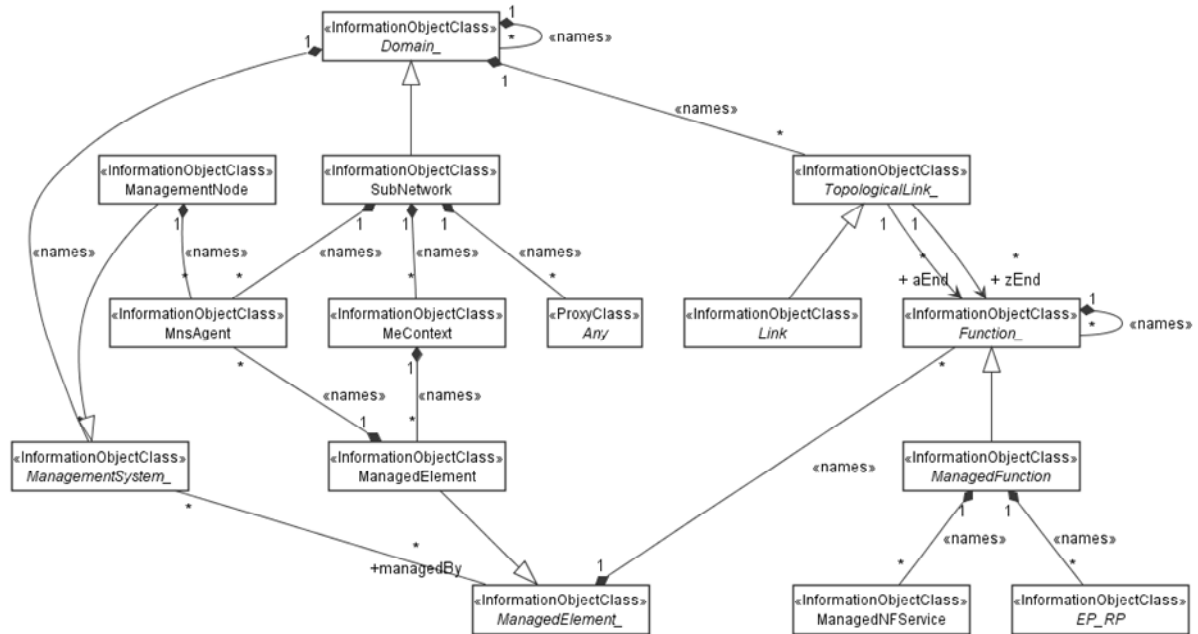 1
«InformationObjectClass»
Domain_
1
*
«names»
1
«names»
*
«InformationObjectClass»
ManagementNode
1
«InformationObjectClass»
SubNetwork
1
1
1
«InformationObjectClass»
TopologicalLink_
1
1
«names»
«names»
«names»
«names»
«names»
*
*
*
*
*
+ aEnd
*
+ zEnd
«InformationObjectClass»
MnsAgent
*
«InformationObjectClass»
MeContext
1
«ProxyClass»
Any
«InformationObjectClass»
Link
«InformationObjectClass»
Function_
1
*
«names»
*
«names»
«names»
1
*
*
«InformationObjectClass»
ManagementSystem_
*
«InformationObjectClass»
ManagedElement
«names»
«InformationObjectClass»
ManagedFunction
1
1
«names»
«names»
*
+managedBy
1
*
*
«InformationObjectClass»
ManagedElement_
«InformationObjectClass»
ManagedNFService
«InformationObjectClass»
EP_RP